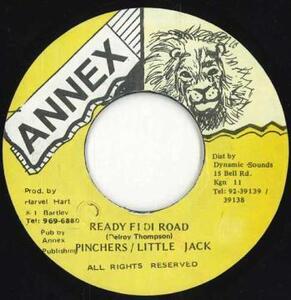 ANNEX
Dist by
Dynamic Sounds
15 Bell Rd.
Kgn 11
Tel: 92-39139 /
39138
Prod. by
Harvel Hart
Bartley
Tel: 969-6880
Pub by
Annex
Publishing
READY FI DI ROAD
(Delroy Thompson)
PINCHERS / LITTLE JACK
ALL RIGHTS RESERVED